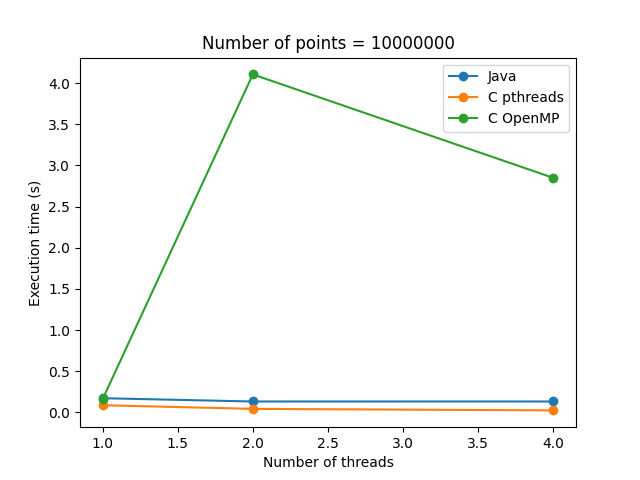 Number of points = 10000000
Java
C pthreads
C OpenMP
4.0
3.5
3.0
2.5
2.0
1.5
1.0
0.5
0.0
Execution time (s)
1.0 1.5 2.0 2.5 3.0 3.5 4.0
Number of threads